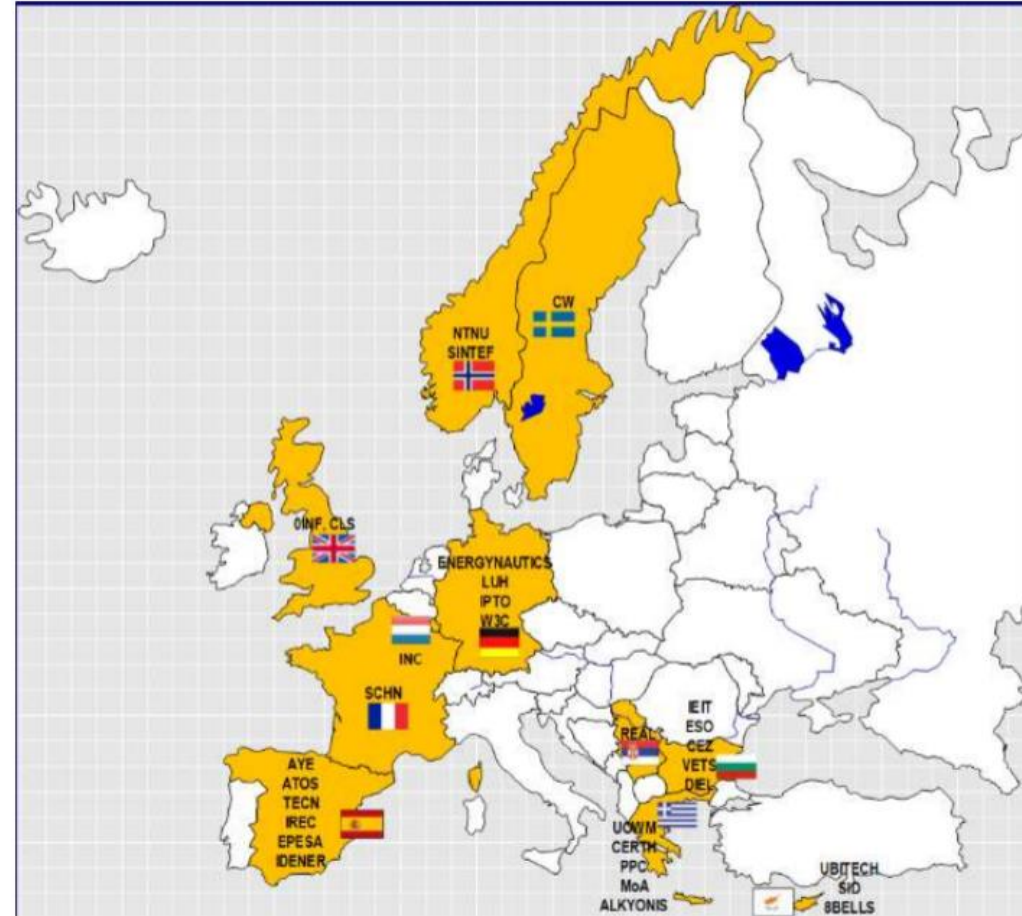 CW
NTNU
SINTEF
0INF, CLS
ENERGYNAUTICS
LUH
IPTO
W3C
INC
SCHN
IEIT
ESO
CEZ
VETS
DIEL
REAL
AYE
ATOS
TECN
IREC
EPESA
IDENER
UOWM
CERTH
PPC
MoA
ALKYONIS
UBITECH
SID
8BELLS